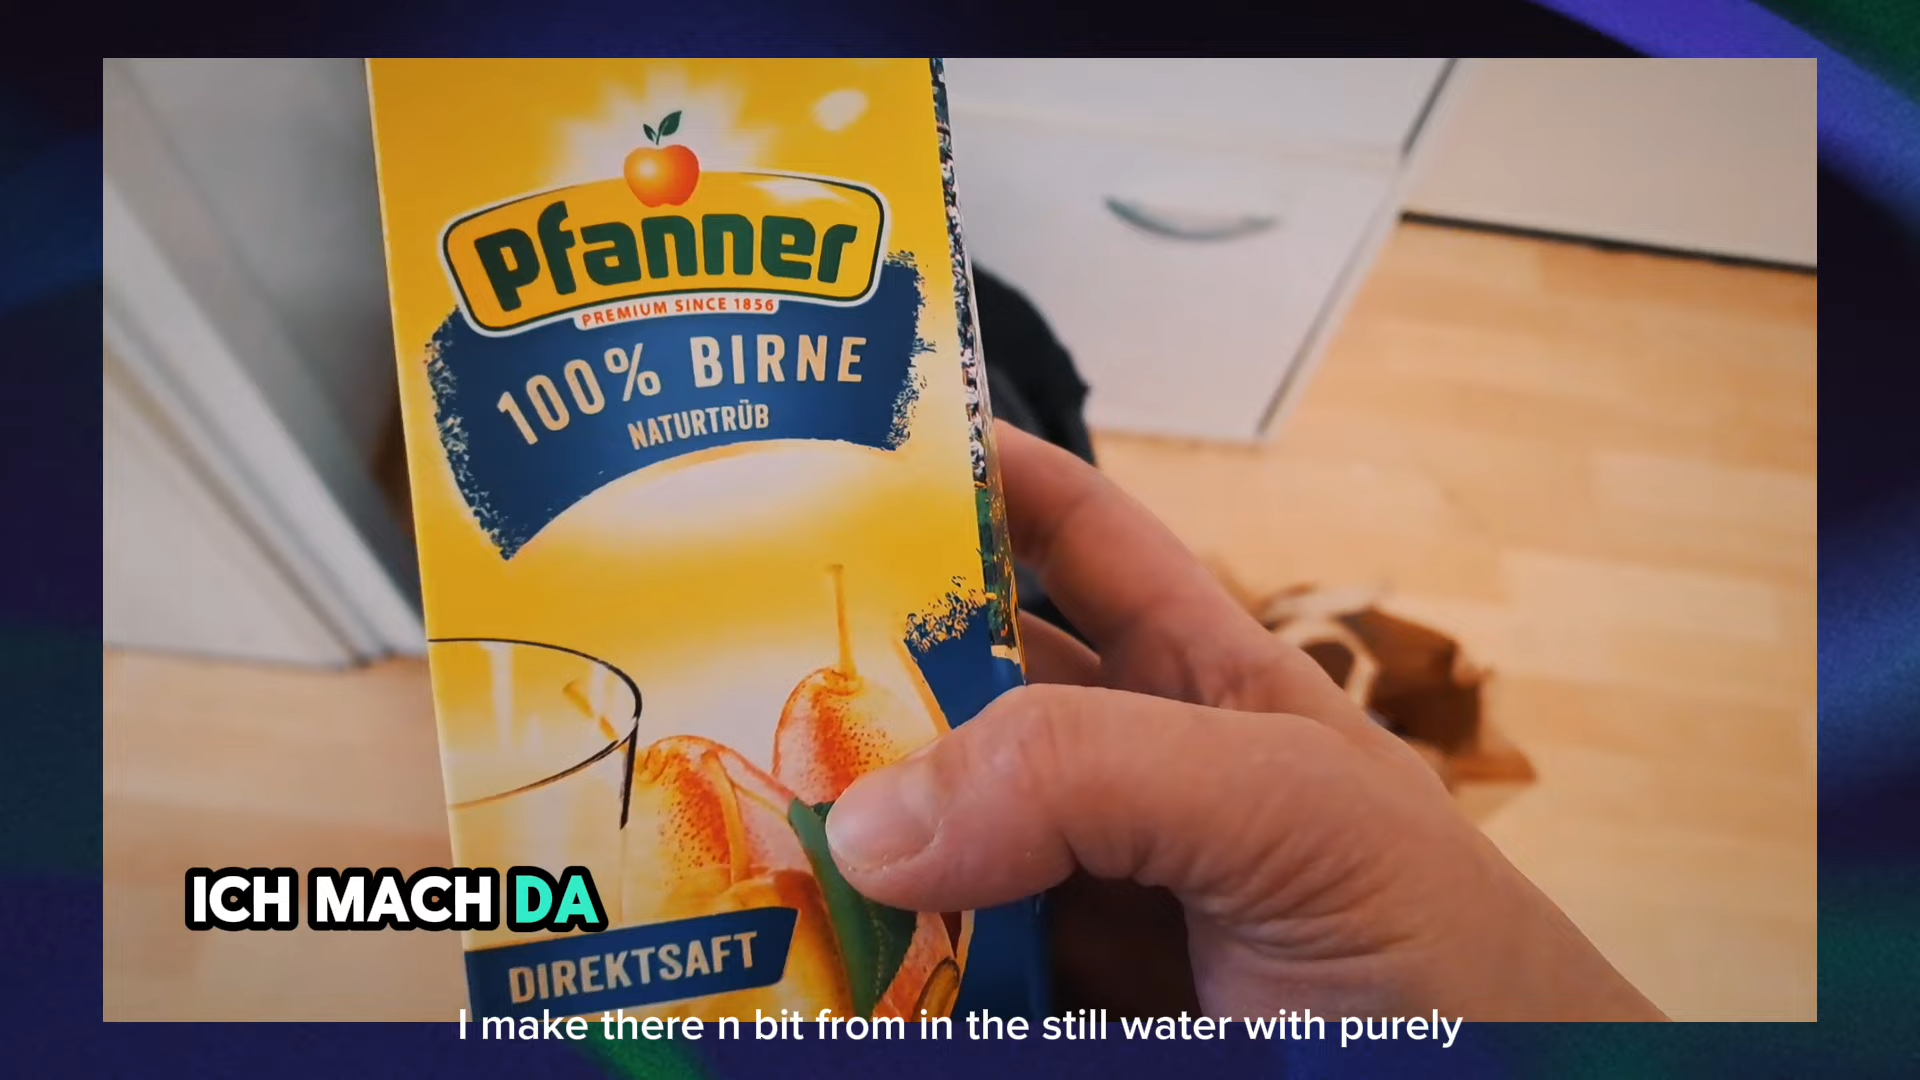 Pfanner
PREMIUM SINCE 1856
100% BIRNE
NATURTRÜB
ICH MACH DA
DIREKTSAFT
I make there n bit from in the still water with purely